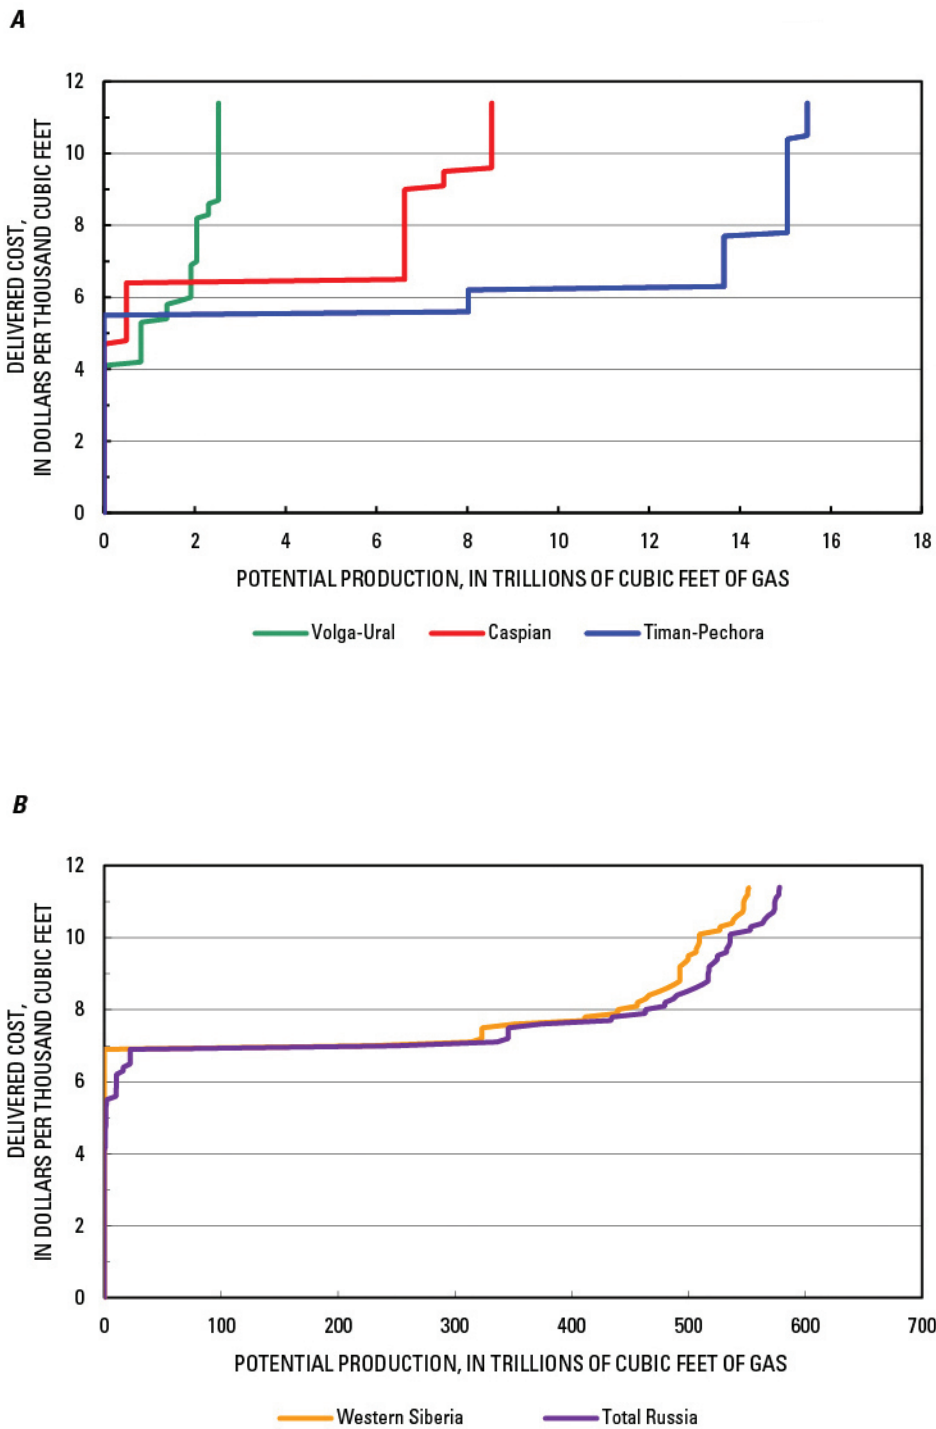 A
DELIVERED COST,
IN DOLLARS PER THOUSAND CUBIC FEET
12
10
8
6
4
2
0
0 2 4 6 8 10 12 14 16 18
POTENTIAL PRODUCTION, IN TRILLIONS OF CUBIC FEET OF GAS
Volga-Ural Caspian Timan-Pechora
B
DELIVERED COST,
IN DOLLARS PER THOUSAND CUBIC FEET
12
10
8
6
4
2
0
0 100 200 300 400 500 600 700
POTENTIAL PRODUCTION, IN TRILLIONS OF CUBIC FEET OF GAS
Western Siberia Total Russia